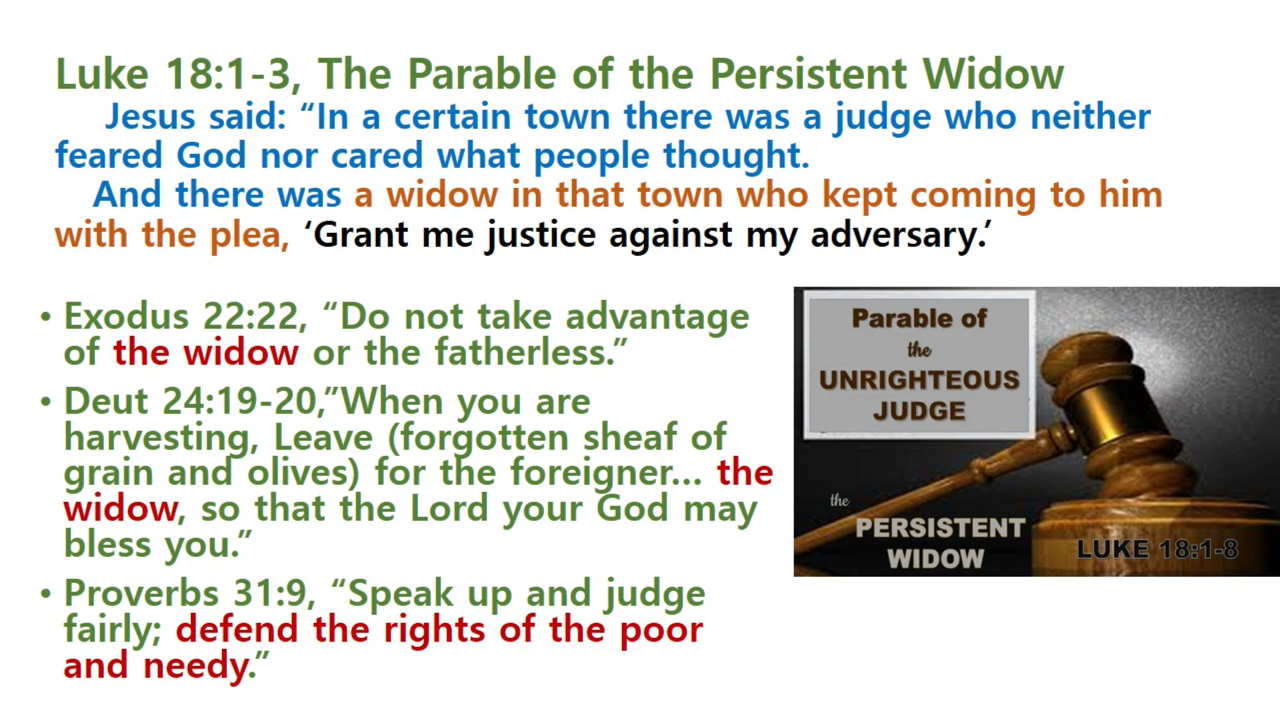 Luke 18:1-3, The Parable of the Persistent Widow
Jesus said: “In a certain town there was a judge who neither
feared God nor cared what people thought.
And there was a widow in that town who kept coming to him
with the plea, ‘Grant me justice against my adversary.’
• Exodus 22:22, “Do not take advantage
of the widow or the fatherless.”
• Deut 24:19-20,”When you are
harvesting, Leave (forgotten sheaf of
grain and olives) for the foreigner... the
widow, so that the Lord your God may
bless you.”
• Proverbs 31:9, “Speak up and judge
fairly; defend the rights of the poor
and needy.”
Parable of
the
UNRIGHTEOUS
JUDGE
the
PERSISTENT
WIDOW
LUKE 18:1-8